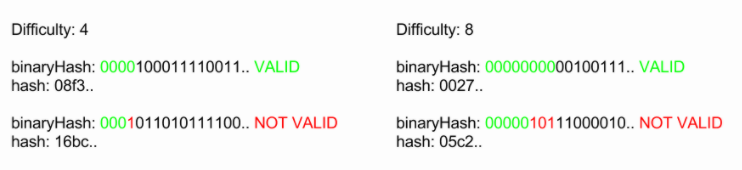 Difficulty: 4
binaryHash: 0000100011110011.. VALID
hash: 08f3..
binaryHash: 0001011010111100.. NOT VALID
hash: 16bc..
Difficulty: 8
binaryHash: 0000000000100111.. VALID
hash: 0027..
binaryHash: 0000010111000010.. NOT VALID
hash: 05c2..